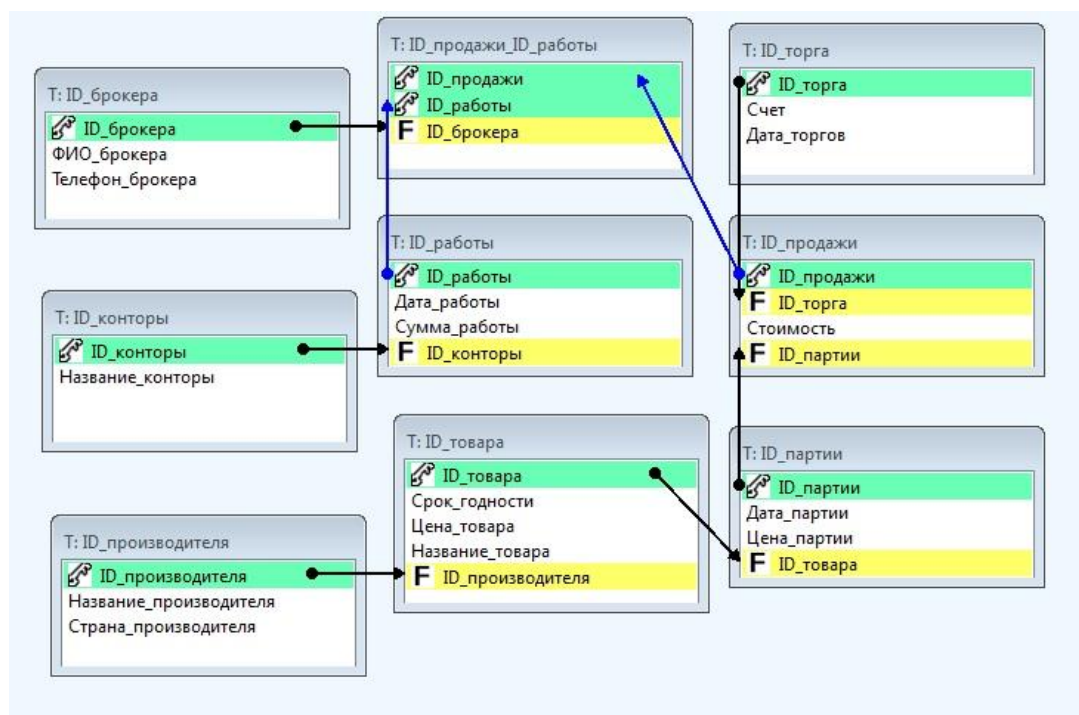 T: ID_брокера
ID_брокера
ФИО_брокера
Телефон_брокера
T: ID_продажи_ID_работы
ID_продажи
ID_работы
F ID_брокера
T: ID_торга
ID_торга
Счет
Дата_торгов
T: ID_конторы
ID_конторы
Название_конторы
T: ID_работы
ID_работы
Дата_работы
Сумма_работы
F ID_конторы
T: ID_продажи
ID_продажи
F ID_торга
Стоимость
F ID_партии
T: ID_производителя
ID_производителя
Название_производителя
Страна_производителя
T: ID_товара
ID_товара
Срок_годности
Цена_товара
Название_товара
F ID_производителя
T: ID_партии
ID_партии
Дата_партии
Цена_партии
F ID_товара